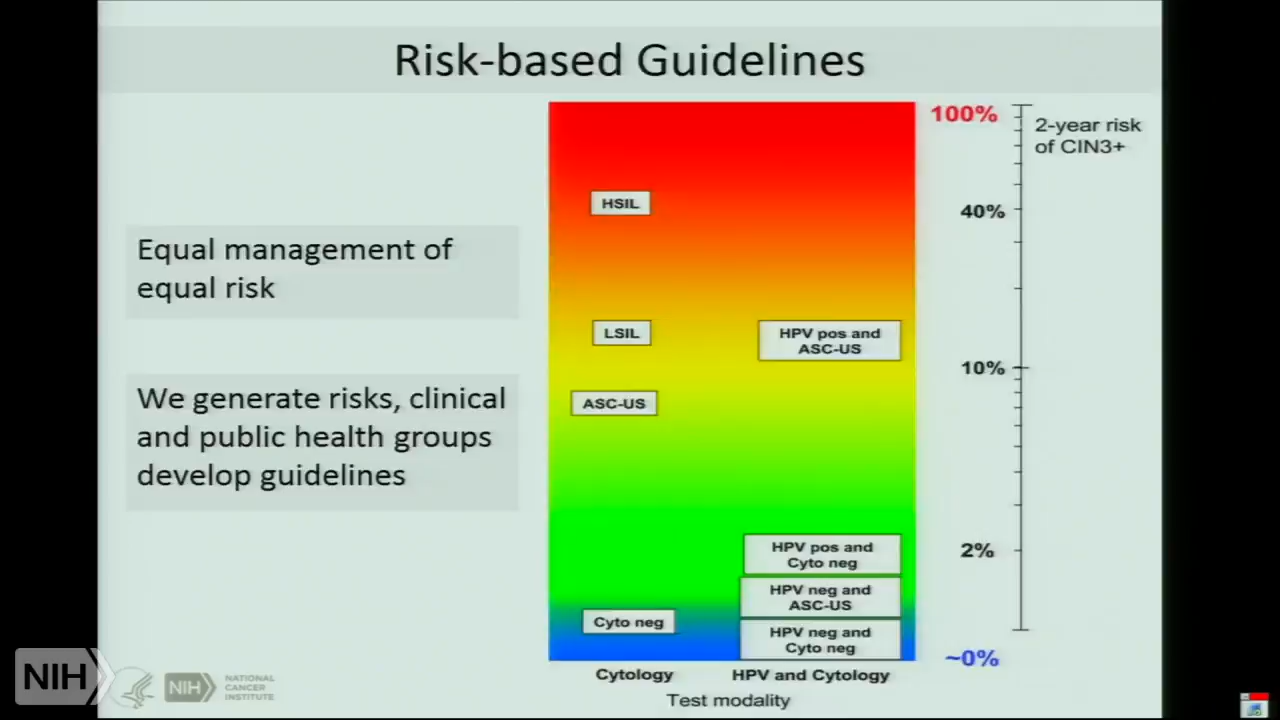 Risk-based Guidelines
Equal management of
equal risk
We generate risks, clinical
and public health groups
develop guidelines
HSIL
LSIL
ASC-US
Cyto neg
HPV pos and
ASC-US
HPV pos and
Cyto neg
HPV neg and
ASC-US
HPV neg and
Cyto neg
100%
40%
10%
2%
~0%
2-year risk
of CIN3+
Cytology
HPV and Cytology
Test modality
NIH
NIH
NATIONAL
CANCER
INSTITUTE